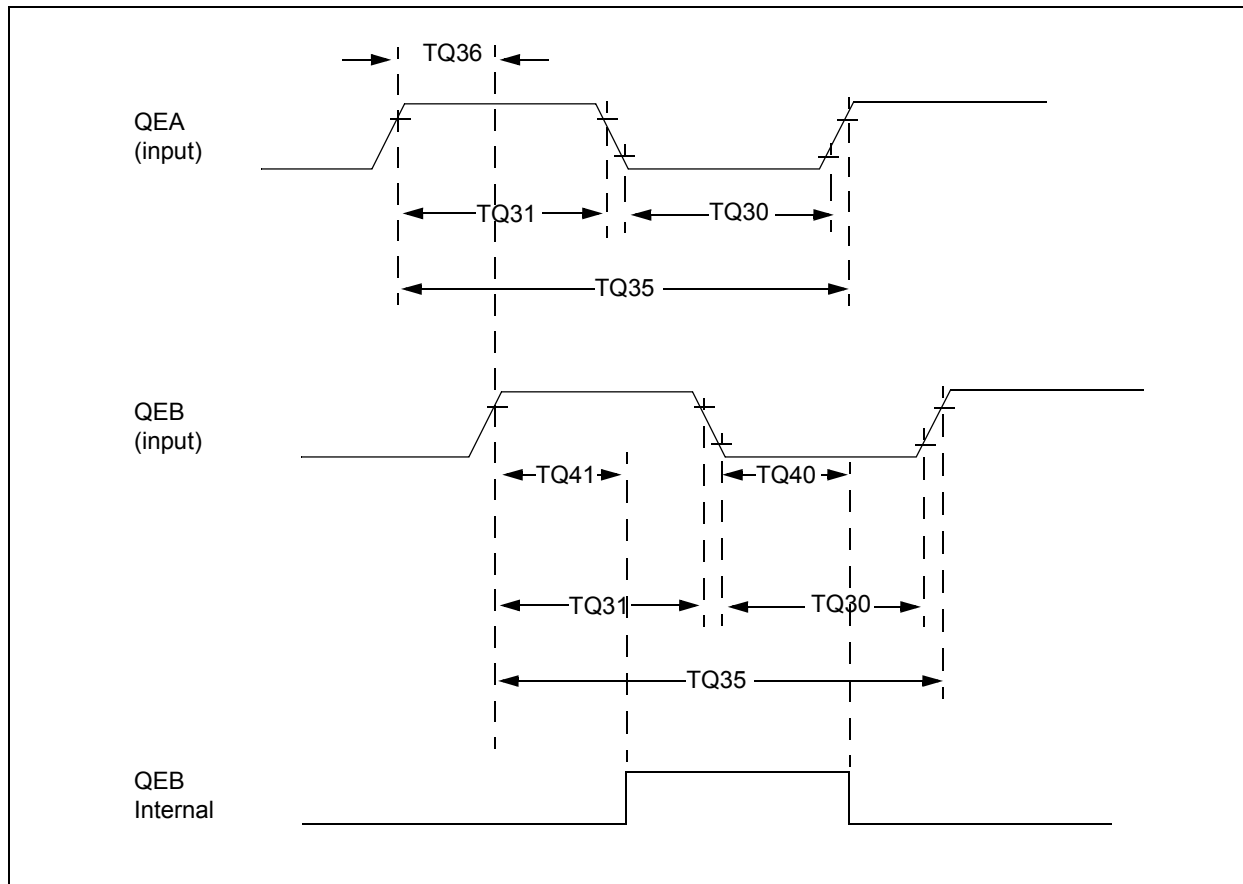 TQ36
QEA
(input)
TQ31
TQ30
TQ35
QEB
(input)
TQ41
TQ40
TQ31
TQ30
TQ35
QEB
Internal